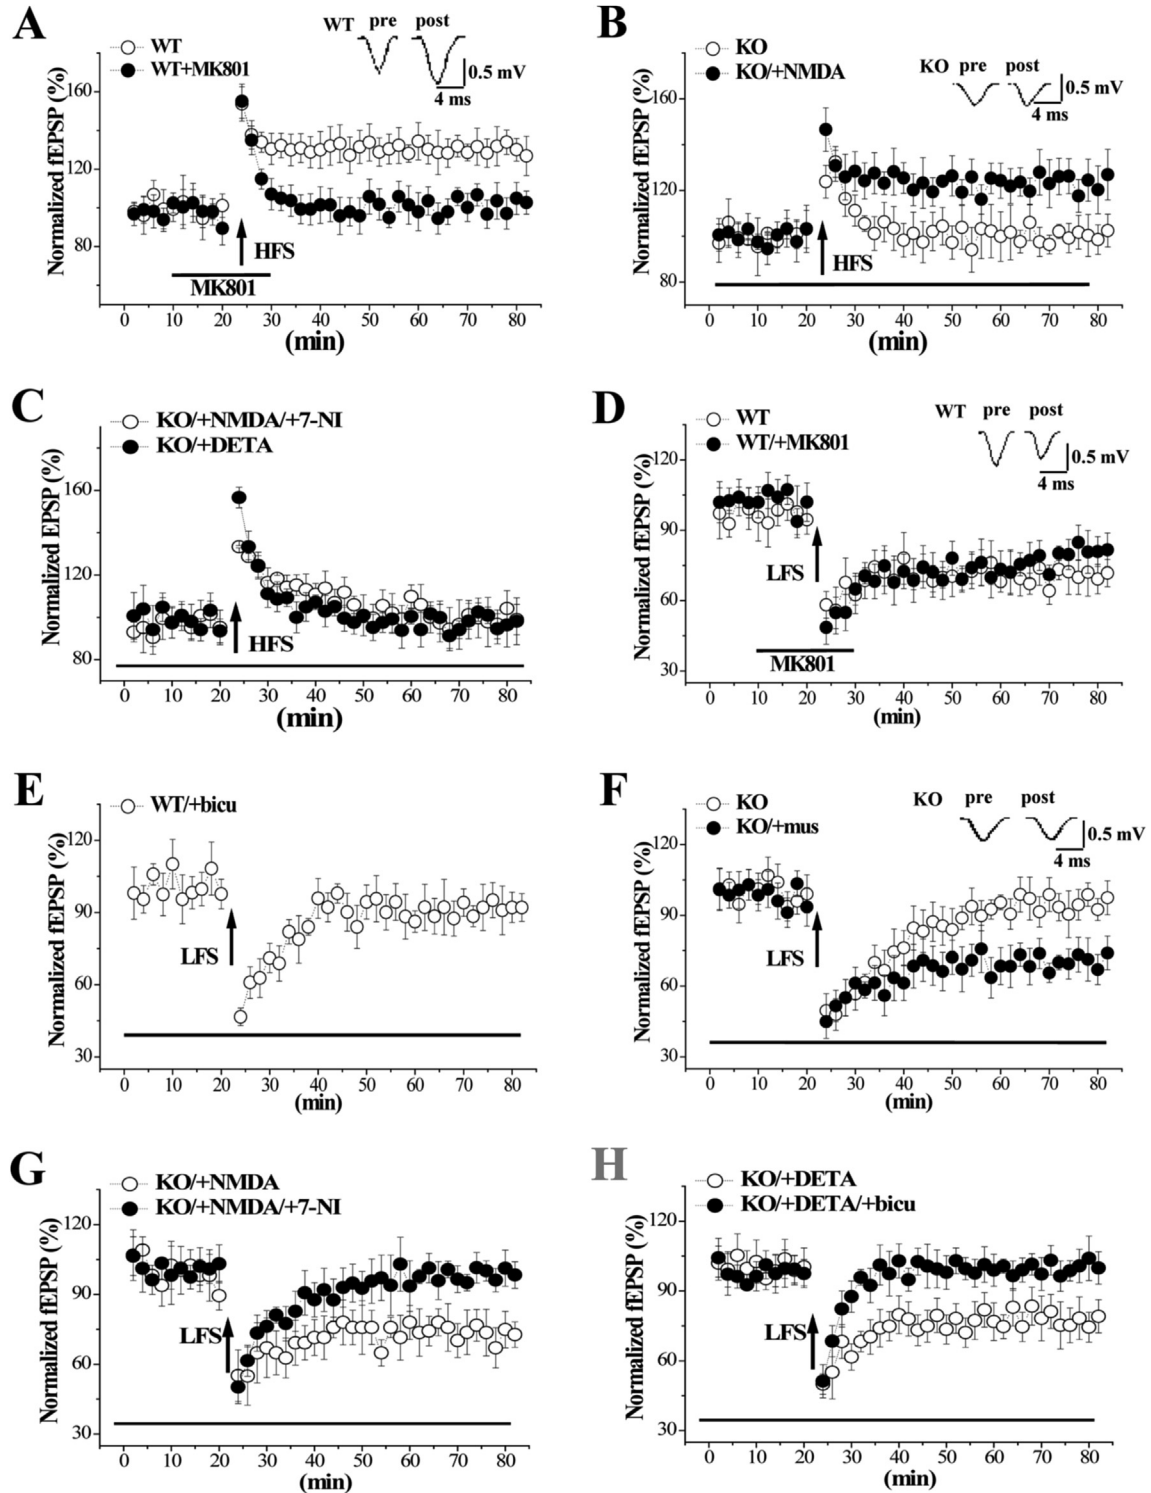 A
WT
WT+MK801
WT pre post
0.5 mV
4 ms
Normalized fEPSP (%)
160
120
80
HFS
MK801
0 10 20 30 40 50 60 70 80
(min)
B
KO
KO/+NMDA
KO pre post
0.5 mV
4 ms
Normalized fEPSP (%)
160
120
80
HFS
0 10 20 30 40 50 60 70 80
(min)
C
KO/+NMDA/+7-NI
KO/+DETA
Normalized EPSP (%)
160
120
80
HFS
0 10 20 30 40 50 60 70 80
(min)
D
WT
WT/+MK801
WT pre post
0.5 mV
4 ms
Normalized fEPSP (%)
120
90
60
30
LFS
MK801
0 10 20 30 40 50 60 70 80
(min)
E
WT/+bicu
Normalized fEPSP (%)
120
90
60
30
LFS
0 10 20 30 40 50 60 70 80
(min)
F
KO
KO/+mus
KO pre post
0.5 mV
4 ms
Normalized fEPSP (%)
120
90
60
30
LFS
0 10 20 30 40 50 60 70 80
(min)
G
KO/+NMDA
KO/+NMDA/+7-NI
Normalized fEPSP (%)
120
90
60
30
LFS
0 10 20 30 40 50 60 70 80
(min)
H
KO/+DETA
KO/+DETA/+bicu
Normalized fEPSP (%)
120
90
60
30
LFS
0 10 20 30 40 50 60 70 80
(min)